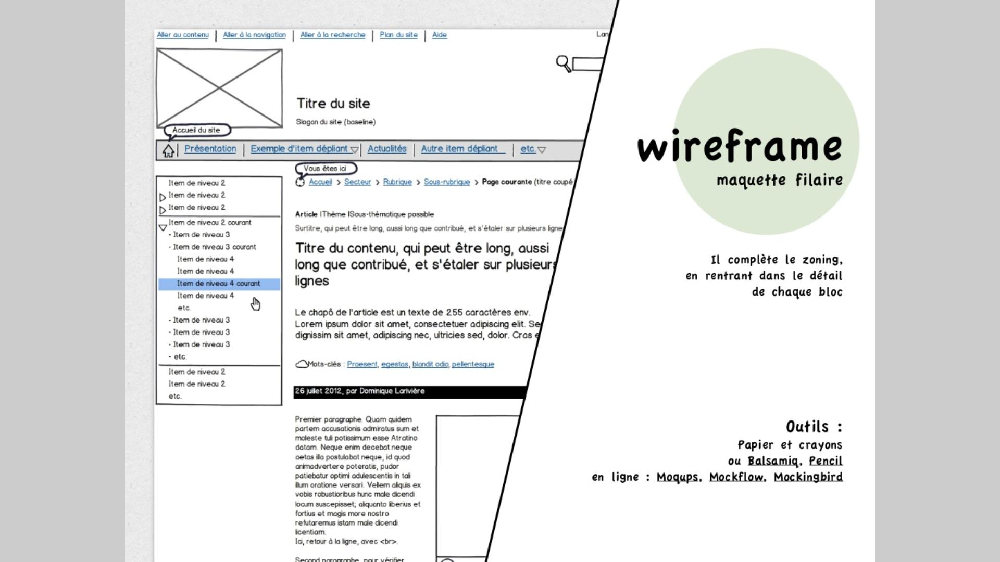 Aller au contenu | Aller à la navigation | Aller à la recherche | Plan du site | Aide
Titre du site
Slogan du site (baseline)
Accueil du site
Présentation | Exemple d'item dépliant | Actualités | Autre item dépliant | etc.
Vous êtes ici
Accueil > Secteur > Rubrique > Sous-rubrique > Page courante (titre coupé
Item de niveau 2
Item de niveau 2
Item de niveau 2
Item de niveau 2 courant
- Item de niveau 3
- Item de niveau 3 courant
Item de niveau 4
Item de niveau 4
Item de niveau 4 courant
Item de niveau 4
etc.
- Item de niveau 3
- Item de niveau 3
- Item de niveau 3
- etc.
Item de niveau 2
Item de niveau 2
etc.
Article |Thème |Sous-thématique possible
Surtitre, qui peut être long, aussi long que contribué, et s'étaler sur plusieurs ligne
Titre du contenu, qui peut être long, aussi
long que contribué, et s'étaler sur plusieurs
lignes
Le chapô de l'article est un texte de 255 caractères env.
Lorem ipsum dolor sit amet, consectetuer adipiscing elit. Se
dignissim sit amet, adipiscing nec, ultricies sed, dolor. Cras
Mots-clés : Praesent, egestas, blandit odio, pellentesque
26 juillet 2012, par Dominique Larivière
Premier paragraphe. Quam quidem
partem accusationis admiratus sum et
moleste tuli potissimum esse Atratino
datam. Neque enim decebat neque
aetas illa postulabat neque, id quod
animadvertere poteratis, pudor
patiebatur optimi adulescentis in tali
illum oratione versari. Vellem aliquis ex
vobis robustioribus hunc male dicendi
locum suscepisset; aliquanto liberius et
fortius et magis more nostro
refutaremus istam male dicendi
licentiam.
Ici, retour à la ligne, avec <br>.
Second paragraphe, pour vérifier
wireframe
maquette filaire
Il complète le zoning,
en rentrant dans le détail
de chaque bloc
Outils :
Papier et crayons
ou Balsamiq, Pencil
en ligne : Moqups, Mockflow, Mockingbird